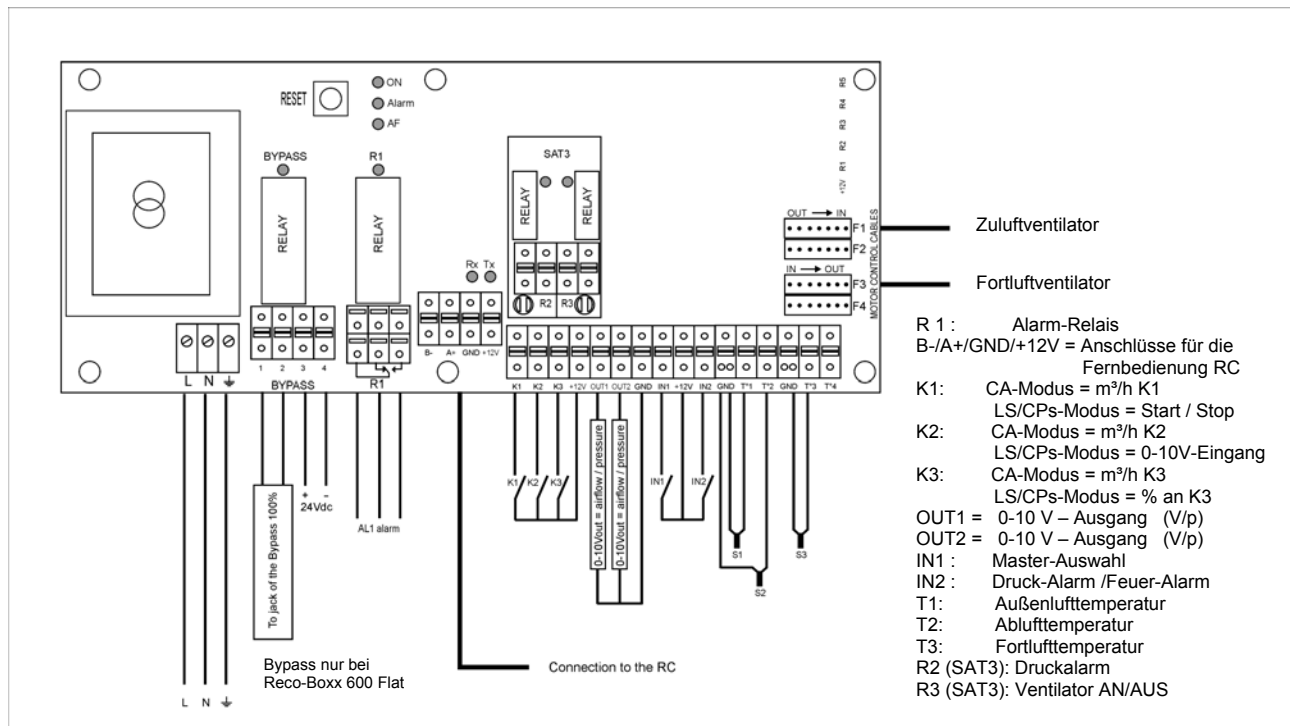 ON
Alarm
AF
RESET
BYPASS
RELAY
R1
RELAY
SAT3
RELAY
RELAY
R2 R3
Rx Tx
B- A+ GND +12V
R5
R4
R3
R2
R1
+12V
OUT → IN
F1
F2
IN → OUT
F3
F4
MOTOR CONTROL CABLES
Zuluftventilator
Fortluftventilator
L N
1 2 3 4
BYPASS
R1
K1 K2 K3 +12V OUT1 OUT2 GND IN1 +12V IN2 GND T°1 T°2 GND T°3 T°4
K1 K2 K3
0-10Vout = airflow / pressure
0-10Vout = airflow / pressure
IN1 IN2
S1
S2
S3
+ -
24Vdc
AL1 alarm
To jack of the Bypass 100%
Bypass nur bei
Reco-Boxx 600 Flat
Connection to the RC
L N
R 1 : Alarm-Relais
B-/A+/GND/+12V = Anschlüsse für die
Fernbedienung RC
K1: CA-Modus = m³/h K1
LS/CPs-Modus = Start / Stop
K2: CA-Modus = m³/h K2
LS/CPs-Modus = 0-10V-Eingang
K3: CA-Modus = m³/h K3
LS/CPs-Modus = % an K3
OUT1 = 0-10 V – Ausgang (V/p)
OUT2 = 0-10 V – Ausgang (V/p)
IN1 : Master-Auswahl
IN2 : Druck-Alarm /Feuer-Alarm
T1: Außenlufttemperatur
T2: Ablufttemperatur
T3: Fortlufttemperatur
R2 (SAT3): Druckalarm
R3 (SAT3): Ventilator AN/AUS